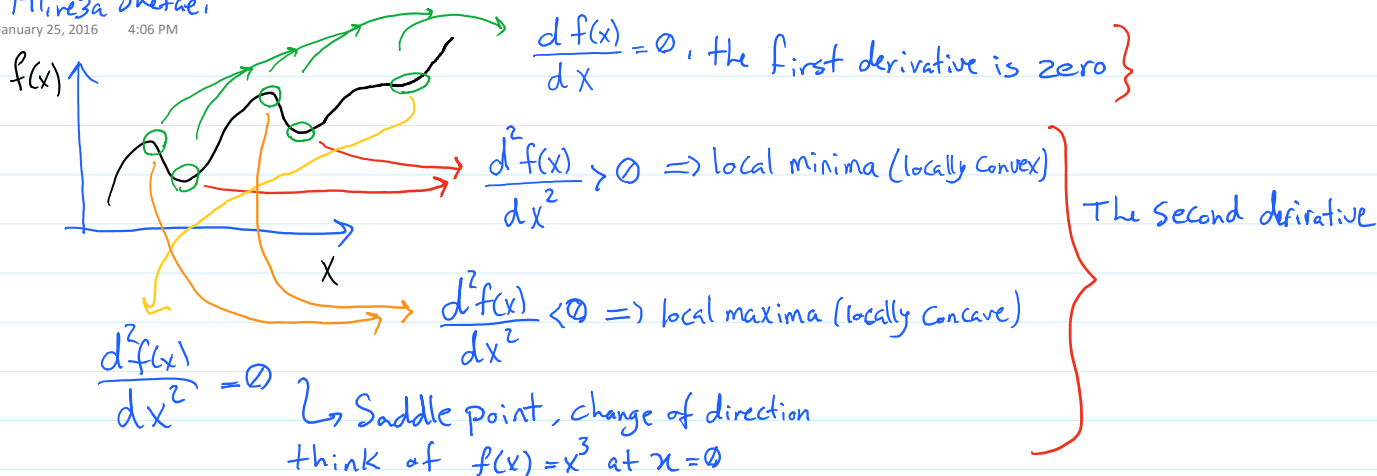 January 25, 2016 4:06 PM
f(x)
d f(x) / dx = 0, the first derivative is zero
d²f(x) / dx² > 0 => local minima (locally convex)
The second derivative
x
d²f(x) / dx² < 0 => local maxima (locally concave)
d²f(x) / dx² = 0
Saddle point, change of direction
think of f(x) = x³ at x = 0